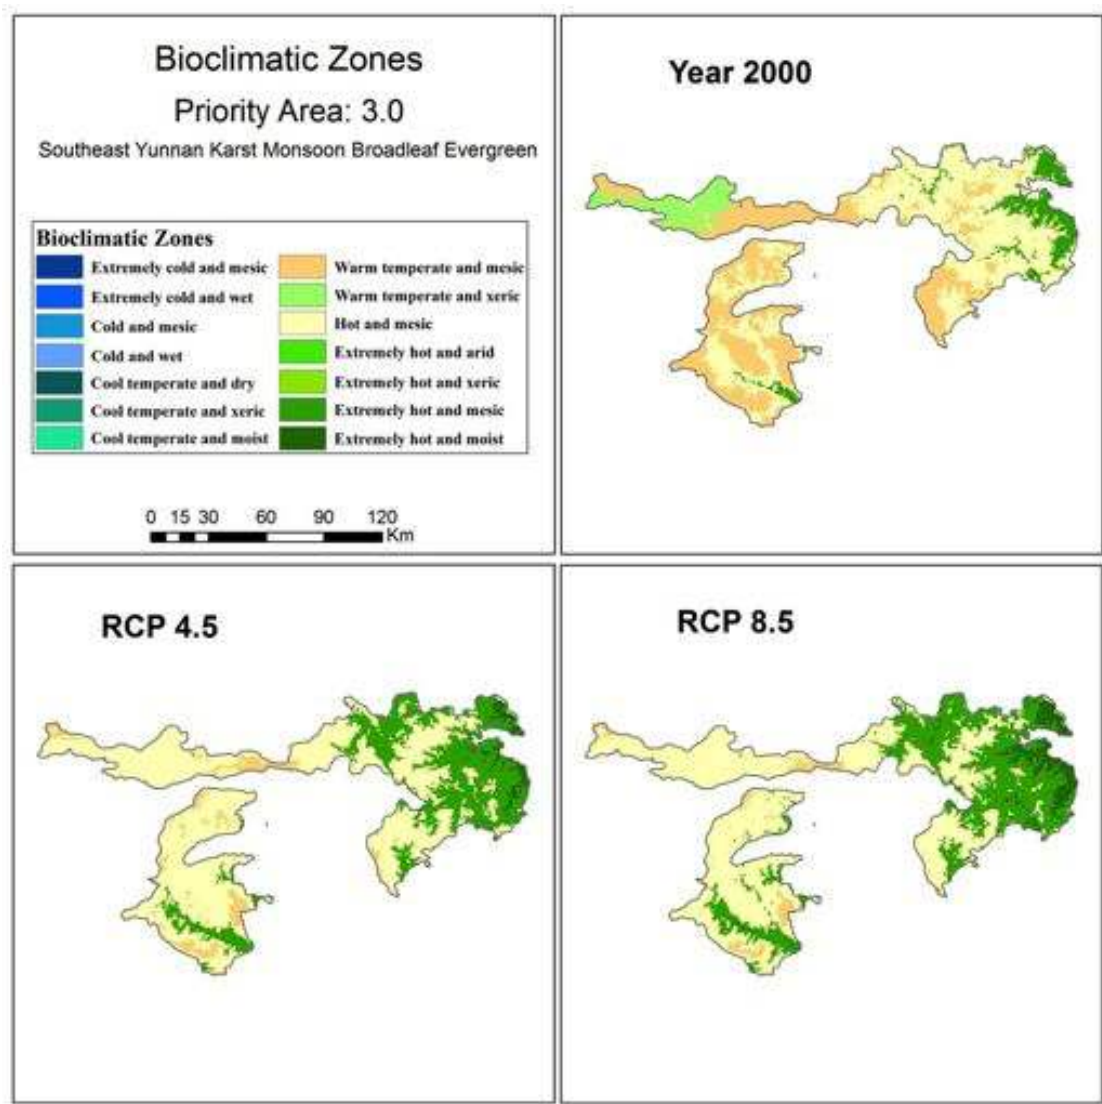 Bioclimatic Zones
Priority Area: 3.0
Southeast Yunnan Karst Monsoon Broadleaf Evergreen
Bioclimatic Zones
Extremely cold and mesic
Extremely cold and wet
Cold and mesic
Cold and wet
Cool temperate and dry
Cool temperate and xeric
Cool temperate and moist
Warm temperate and mesic
Warm temperate and xeric
Hot and mesic
Extremely hot and arid
Extremely hot and xeric
Extremely hot and mesic
Extremely hot and moist
0 15 30 60 90 120
Km
Year 2000
RCP 4.5
RCP 8.5